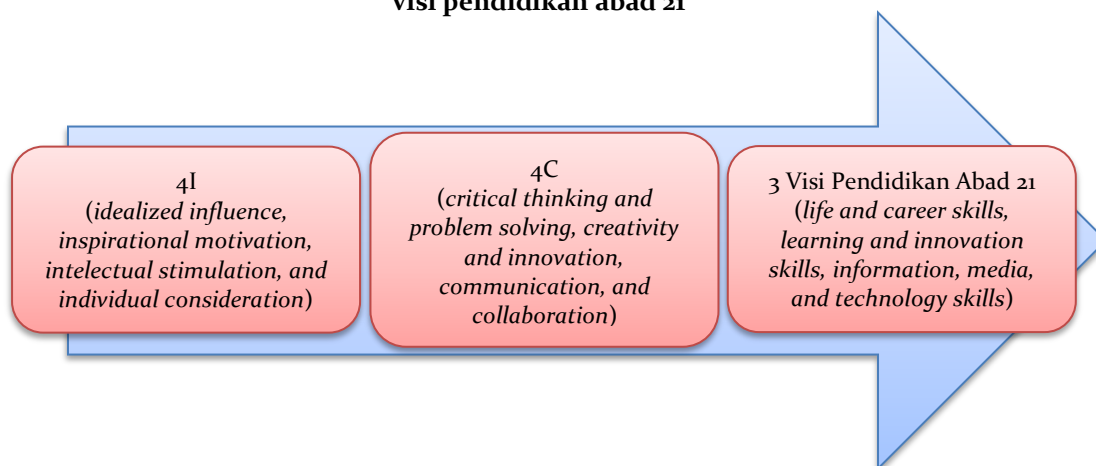 Visi pendidikan abad 21
4I
(idealized influence,
inspirational motivation,
intelectual stimulation, and
individual consideration)
4C
(critical thinking and
problem solving, creativity
and innovation,
communication, and
collaboration)
3 Visi Pendidikan Abad 21
(life and career skills,
learning and innovation
skills, information, media,
and technology skills)